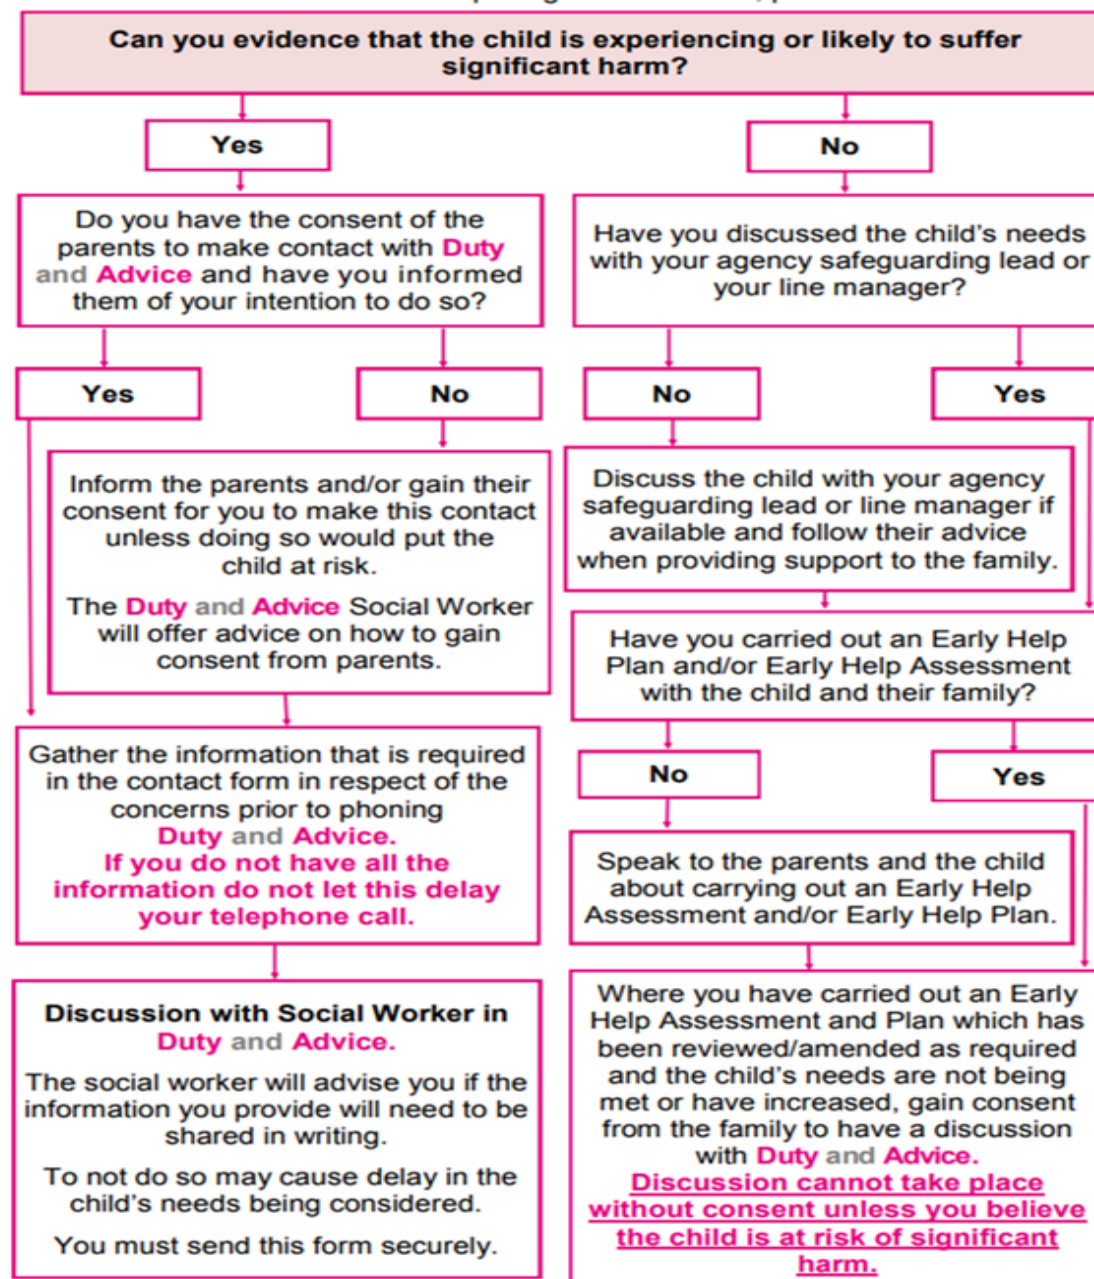 Can you evidence that the child is experiencing or likely to suffer
significant harm?
Yes
No
Do you have the consent of the
parents to make contact with Duty
and Advice and have you informed
them of your intention to do so?
Have you discussed the child's needs
with your agency safeguarding lead or
your line manager?
Yes
No
No
Yes
Inform the parents and/or gain their
consent for you to make this contact
unless doing so would put the
child at risk.
The Duty and Advice Social Worker
will offer advice on how to gain
consent from parents.
Discuss the child with your agency
safeguarding lead or line manager if
available and follow their advice
when providing support to the family.
Have you carried out an Early Help
Plan and/or Early Help Assessment
with the child and their family?
No
Yes
Gather the information that is required
in the contact form in respect of the
concerns prior to phoning
Duty and Advice.
If you do not have all the
information do not let this delay
your telephone call.
Speak to the parents and the child
about carrying out an Early Help
Assessment and/or Early Help Plan.
Discussion with Social Worker in
Duty and Advice.
The social worker will advise you if the
information you provide will need to be
shared in writing.
To not do so may cause delay in the
child's needs being considered.
You must send this form securely.
Where you have carried out an Early
Help Assessment and Plan which has
been reviewed/amended as required
and the child's needs are not being
met or have increased, gain consent
from the family to have a discussion
with Duty and Advice.
Discussion cannot take place
without consent unless you believe
the child is at risk of significant
harm.